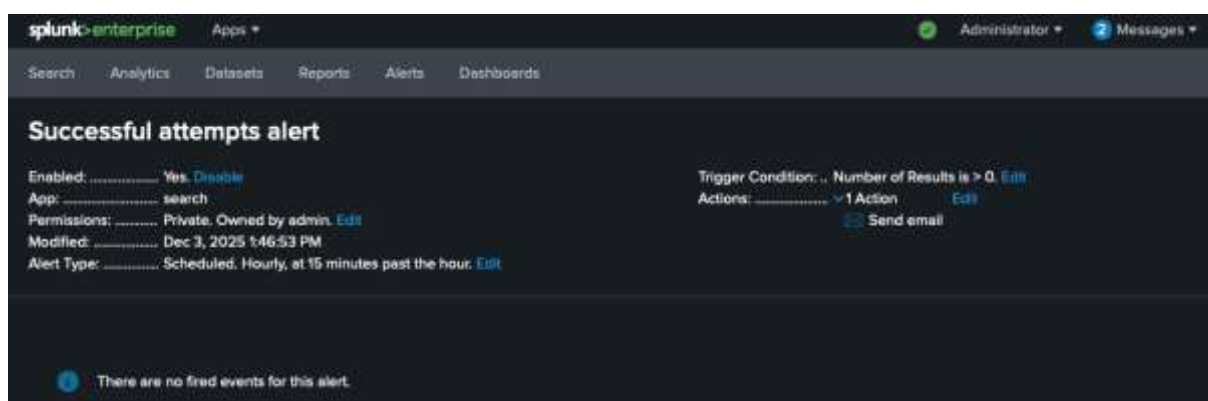 splunk>enterprise Apps Administrator 2 Messages
Search Analytics Datasets Reports Alerts Dashboards
Successful attempts alert
Enabled: ................ Yes. Disable
App: ....................... search
Permissions: ........... Private. Owned by admin. Edit
Modified: ................ Dec 3, 2025 1:46:53 PM
Alert Type: ............. Scheduled. Hourly, at 15 minutes past the hour. Edit
Trigger Condition: .. Number of Results is > 0. Edit
Actions: ................. 1 Action Edit
Send email
There are no fired events for this alert.